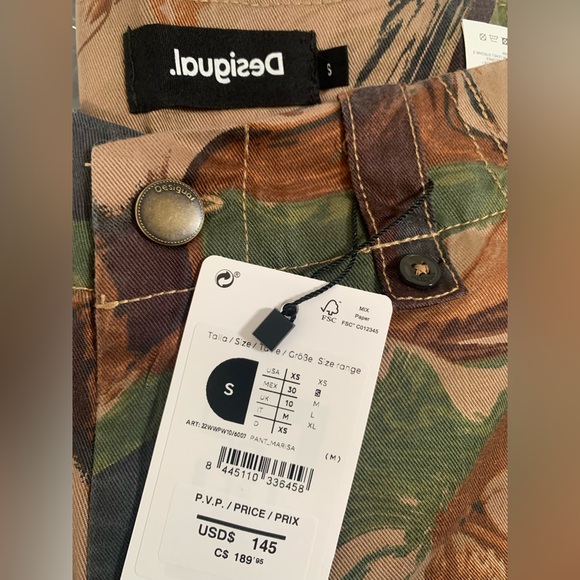 Desigual.
S
Desigual
MIX
Paper
FSC
FSC® C012345
Talla / Size / Taille / Größe Size range
S
USA XS
MEX 30
UK 10
IT M
D XS
XS
S
M
L
XL
ART: 22WWPW10/6007 PANT_MARISA
(M)
8 445110 336458
P.V.P. / PRICE / PRIX
USD$ 145
C$ 189'95